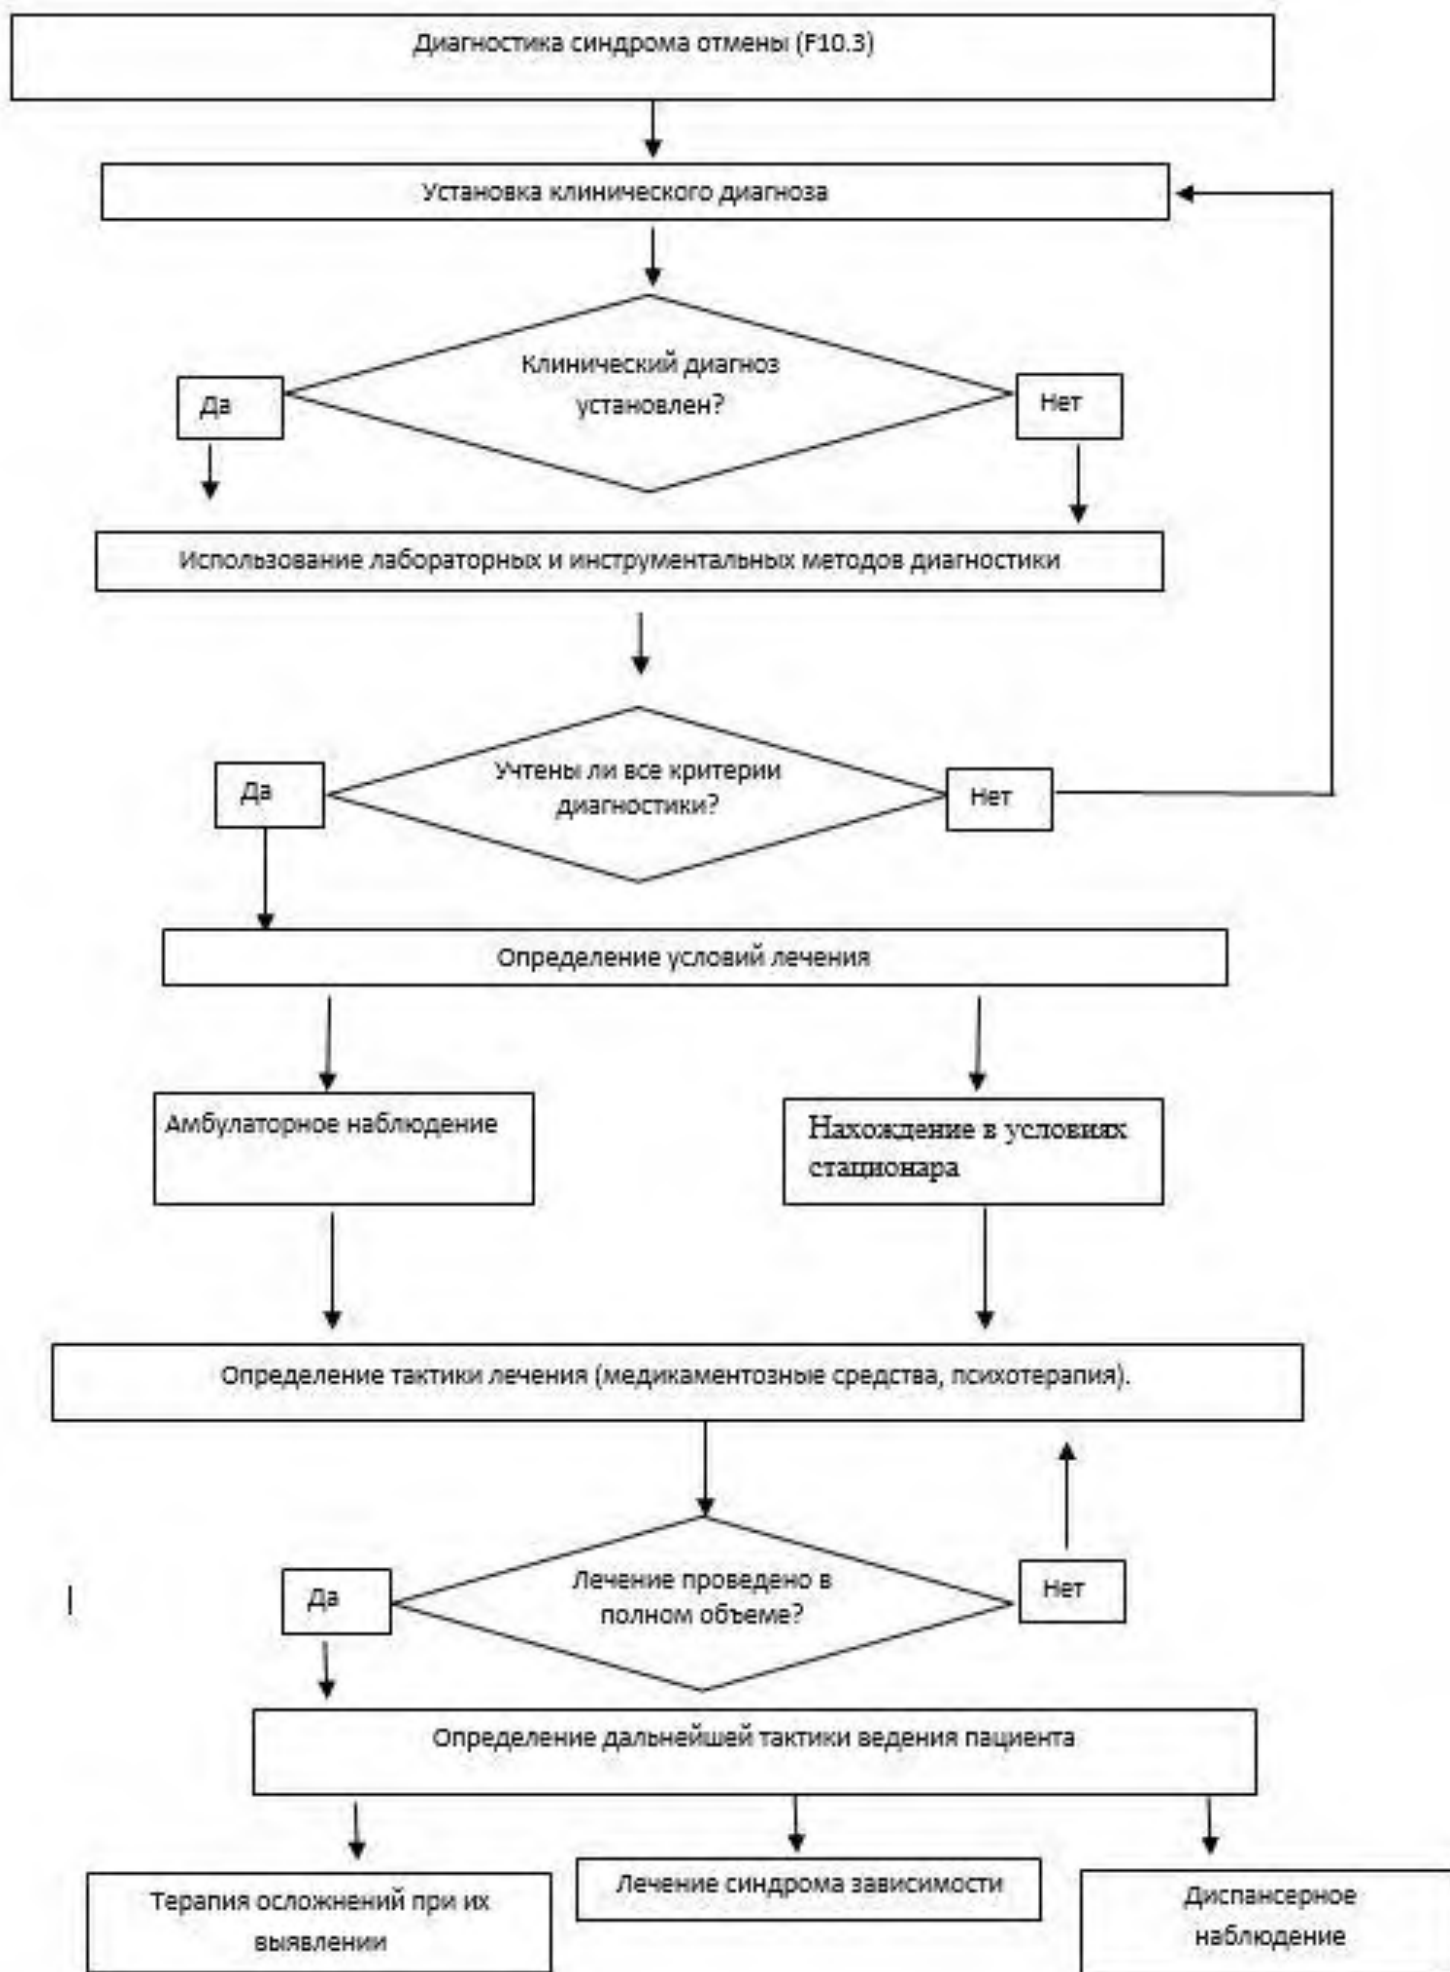 Диагностика синдрома отмены (F10.3)
Установка клинического диагноза
Клинический диагноз
установлен?
Да
Нет
Использование лабораторных и инструментальных методов диагностики
Учтены ли все критерии
диагностики?
Да
Нет
Определение условий лечения
Амбулаторное наблюдение
Нахождение в условиях
стационара
Определение тактики лечения (медикаментозные средства, психотерапия).
Лечение проведено в
полном объеме?
Да
Нет
Определение дальнейшей тактики ведения пациента
Терапия осложнений при их
выявлении
Лечение синдрома зависимости
Диспансерное
наблюдение